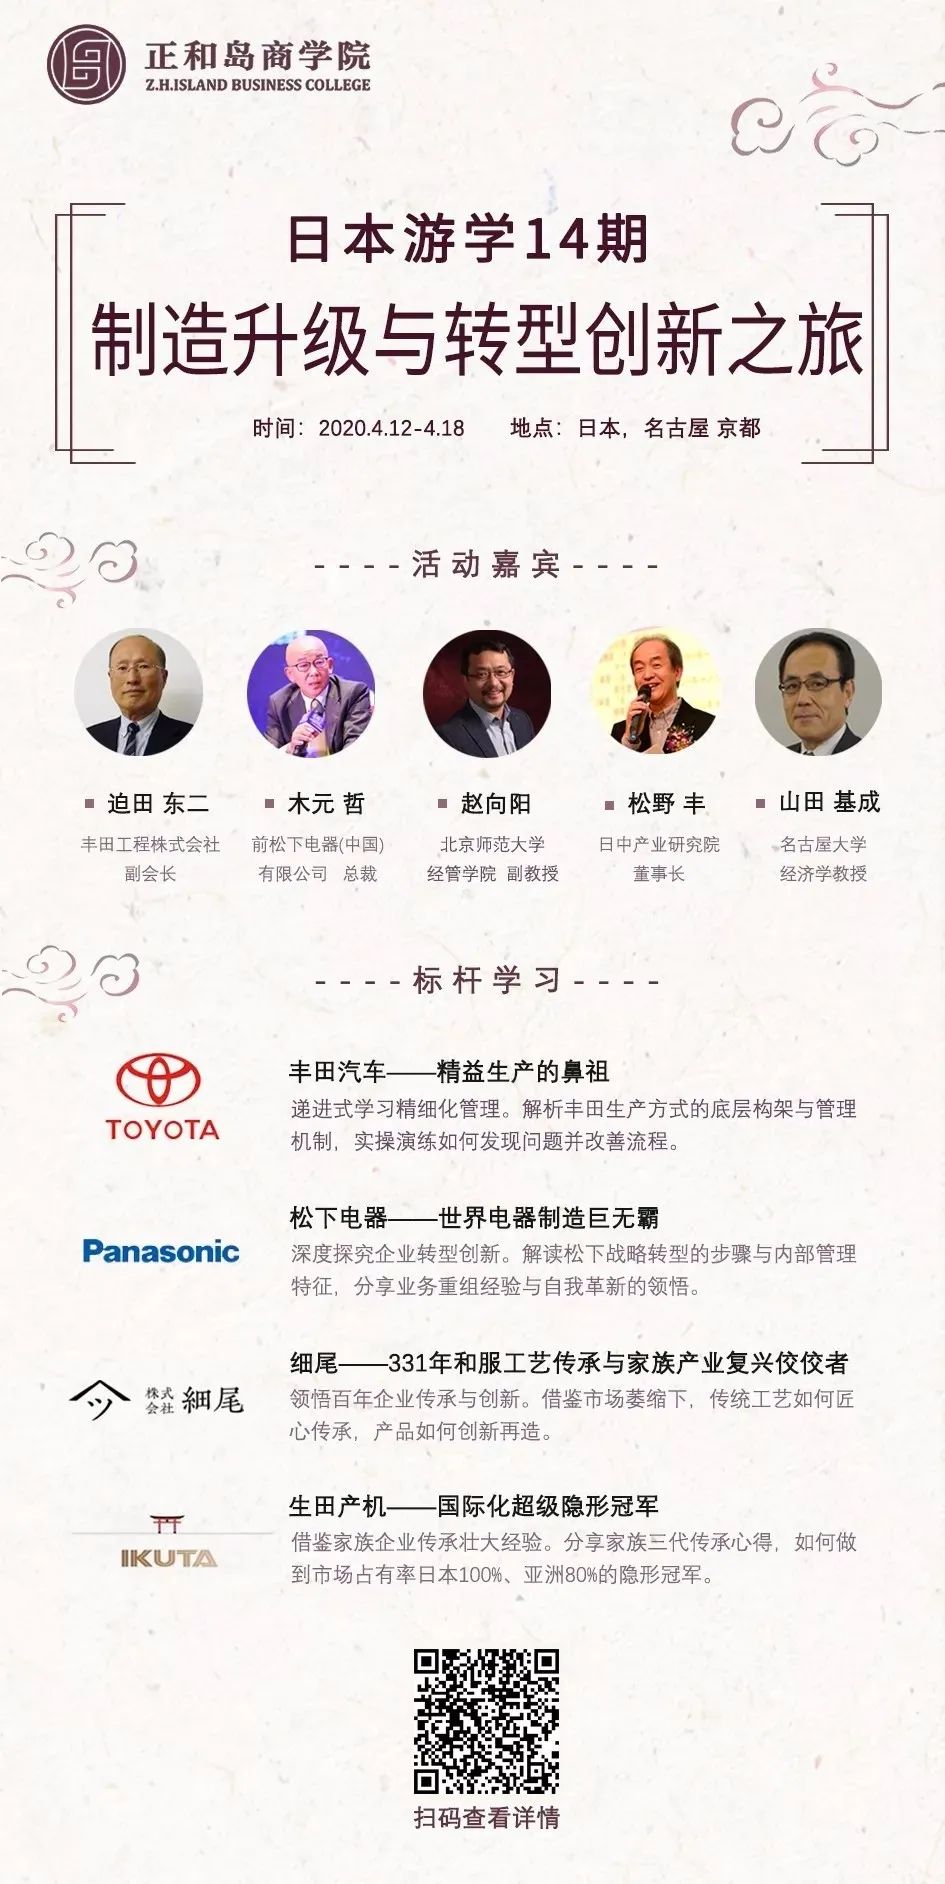 正和岛商学院
Z.H.ISLAND BUSINESS COLLEGE
日本游学14期
制造升级与转型创新之旅
时间：2020.4.12-4.18 地点：日本，名古屋 京都
----活动嘉宾----
迫田 东二
丰田工程株式会社
副会长
木元 哲
前松下电器(中国)
有限公司 总裁
赵向阳
北京师范大学
经管学院 副教授
松野 丰
日中产业研究院
董事长
山田 基成
名古屋大学
经济学教授
----标杆学习----
TOYOTA
丰田汽车——精益生产的鼻祖
递进式学习精细化管理。解析丰田生产方式的底层构架与管理
机制，实操演练如何发现问题并改善流程。
Panasonic
松下电器——世界电器制造巨无霸
深度探究企业转型创新。解读松下战略转型的步骤与内部管理
特征，分享业务重组经验与自我革新的领悟。
株式会社 細尾
细尾——331年和服工艺传承与家族产业复兴佼佼者
领悟百年企业传承与创新。借鉴市场萎缩下，传统工艺如何匠
心传承，产品如何创新再造。
IKUTA
生田产机——国际化超级隐形冠军
借鉴家族企业传承壮大经验。分享家族三代传承心得，如何做
到市场占有率日本100%、亚洲80%的隐形冠军。
扫码查看详情